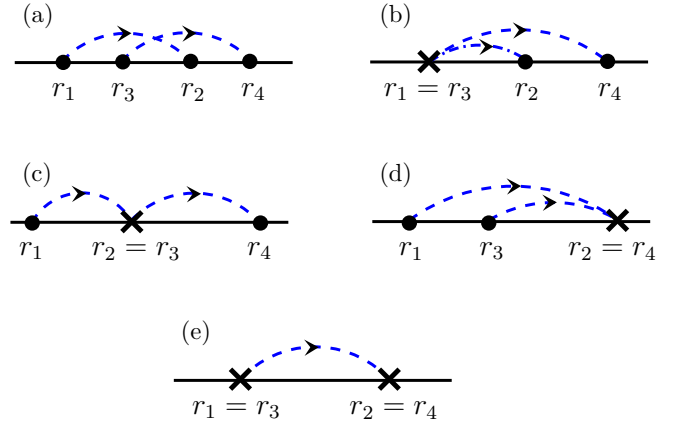 (a) (b)
r₁ r₃ r₂ r₄ r₁ = r₃ r₂ r₄
(c) (d)
r₁ r₂ = r₃ r₄ r₁ r₃ r₂ = r₄
(e)
r₁ = r₃ r₂ = r₄